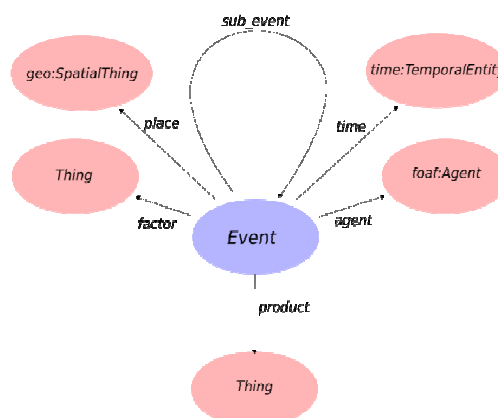 sub_event
geo:SpatialThing
time:TemporalEntity
place
time
Thing
foaf:Agent
factor
agent
Event
product
Thing